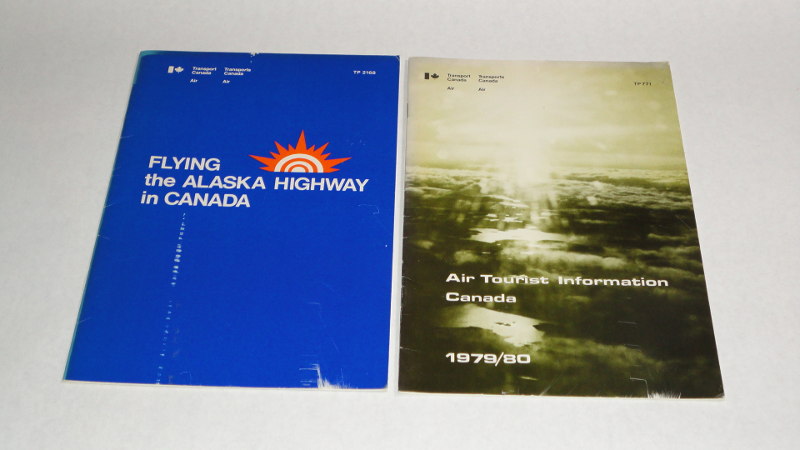 Transport Canada
Transports Canada
Air
Air
TP 2168
FLYING
the ALASKA HIGHWAY
in CANADA
Transport Canada
Transports Canada
Air
Air
TP 771
Air Tourist Information
Canada
1979/80